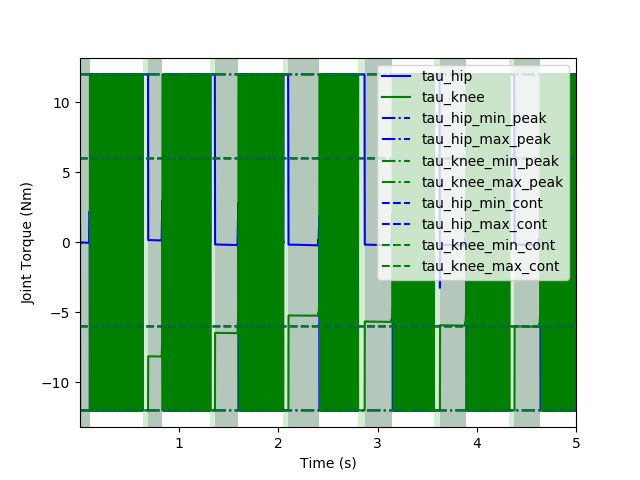 10
5
0
−5
−10
Joint Torque (Nm)
tau_hip
tau_knee
tau_hip_min_peak
tau_hip_max_peak
tau_knee_min_peak
tau_knee_max_peak
tau_hip_min_cont
tau_hip_max_cont
tau_knee_min_cont
tau_knee_max_cont
1 2 3 4 5
Time (s)